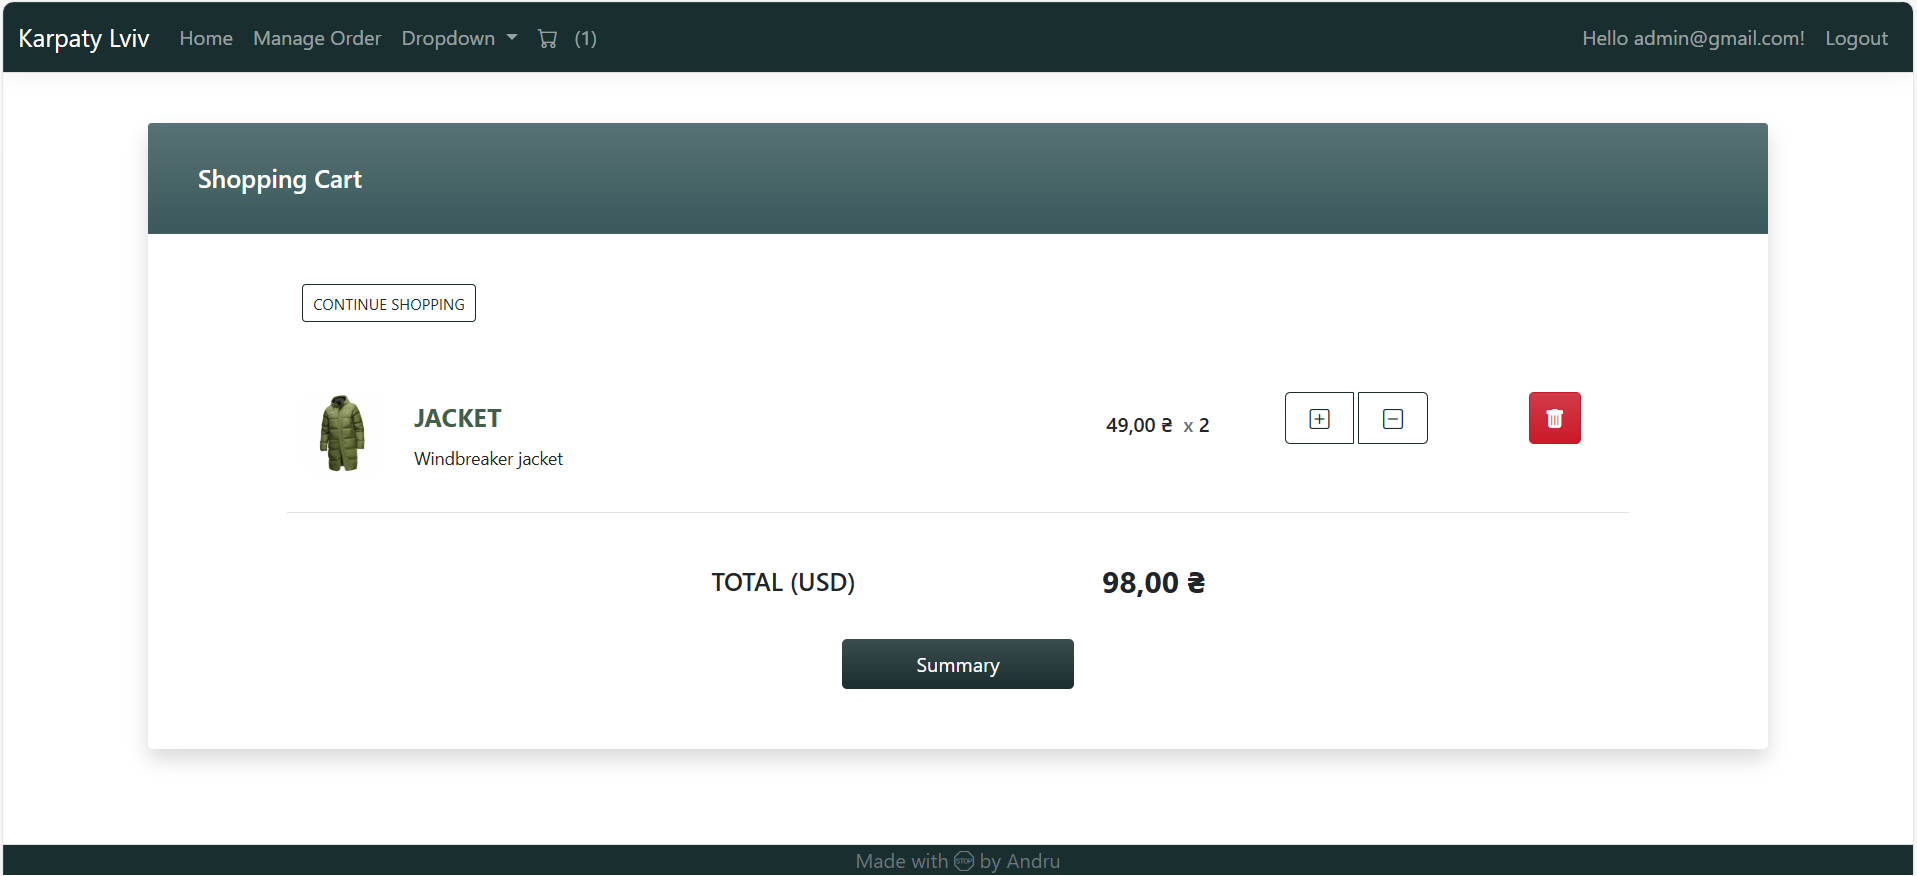 Karpaty Lviv Home Manage Order Dropdown (1) Hello admin@gmail.com! Logout
Shopping Cart
CONTINUE SHOPPING
JACKET
Windbreaker jacket
49,00 ₴ x 2
TOTAL (USD) 98,00 ₴
Summary
Made with STOP by Andru